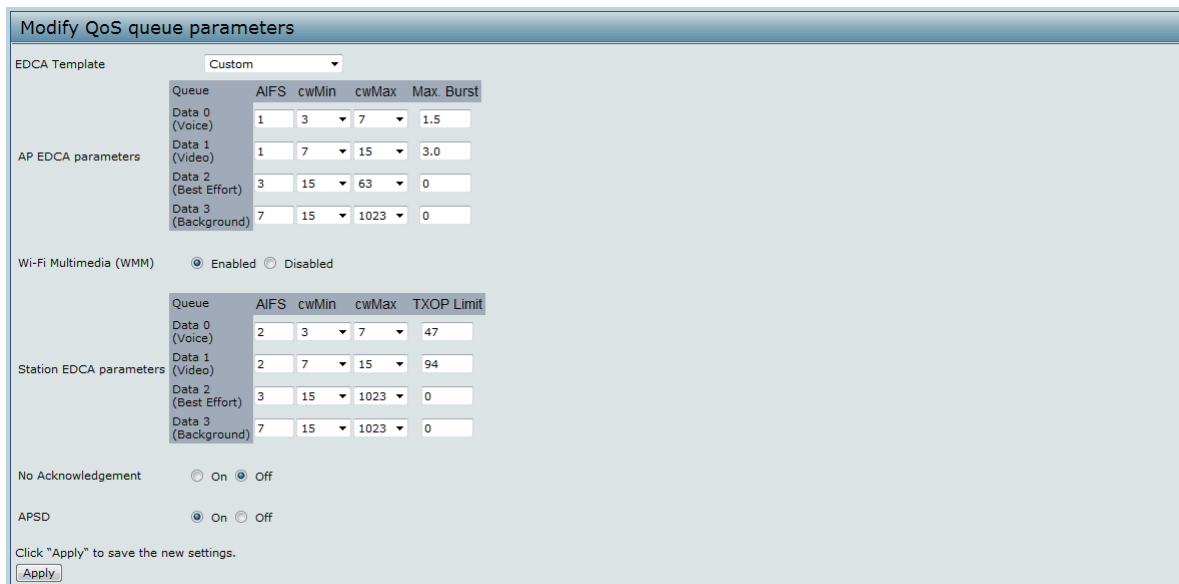 Modify QoS queue parameters
EDCA Template Custom
Queue AIFS cwMin cwMax Max. Burst
Data 0
(Voice) 1 3 7 1.5
AP EDCA parameters
Data 1
(Video) 1 7 15 3.0
Data 2
(Best Effort) 3 15 63 0
Data 3
(Background) 7 15 1023 0
Wi-Fi Multimedia (WMM) Enabled Disabled
Queue AIFS cwMin cwMax TXOP Limit
Data 0
(Voice) 2 3 7 47
Station EDCA parameters
Data 1
(Video) 2 7 15 94
Data 2
(Best Effort) 3 15 1023 0
Data 3
(Background) 7 15 1023 0
No Acknowledgement On Off
APSD On Off
Click "Apply" to save the new settings.
Apply